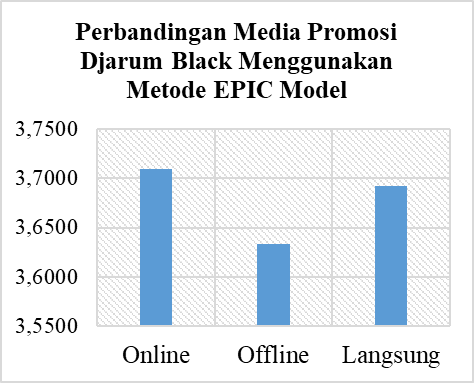 Perbandingan Media Promosi
Djarum Black Menggunakan
Metode EPIC Model
3,7500
3,7000
3,6500
3,6000
3,5500
Online Offline Langsung